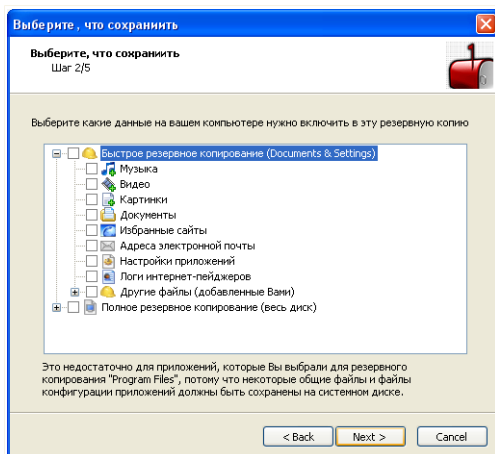 Выберите , что сохранинть
Выберите, что сохранинть
Шаг 2/5
Выберите какие данные на вашем компьютере нужно включить в эту резервную копию
Быстрое резервное копирование (Documents & Settings)
Музыка
Видео
Картинки
Документы
Избранные сайты
Адреса электронной почты
Настройки приложений
Логи интернет-пейджеров
Другие файлы (добавленные Вами)
Полное резервное копирование (весь диск)
Это недостаточно для приложений, которые Вы выбрали для резервного
копирования "Program Files", потому что некоторые общие файлы и файлы
конфигурации приложений должны быть сохранены на системном диске.
< Back
Next >
Cancel